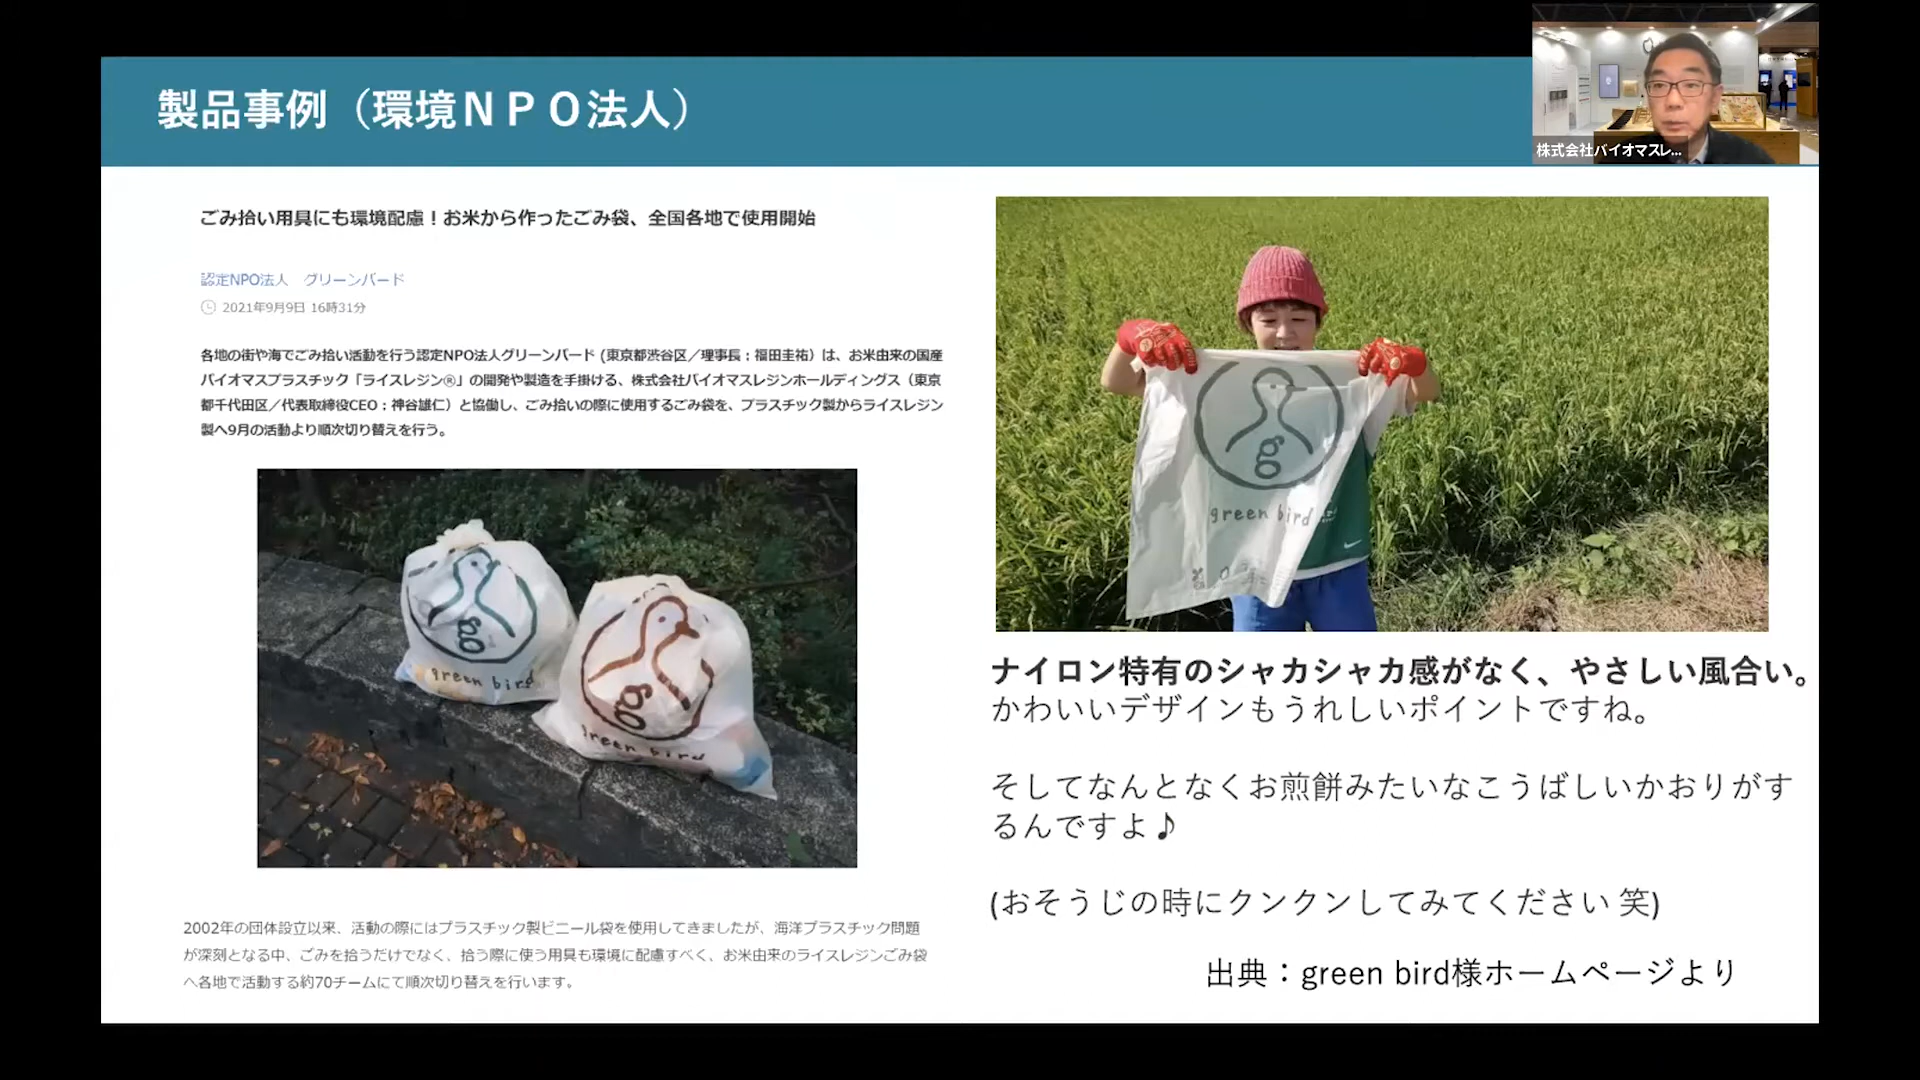 製品事例（環境ＮＰＯ法人）
株式会社バイオマスレ...
ごみ拾い用具にも環境配慮！お米から作ったごみ袋、全国各地で使用開始
認定NPO法人　グリーンバード
2021年9月9日 16時31分
各地の街や海でごみ拾い活動を行う認定NPO法人グリーンバード (東京都渋谷区／理事長：福田圭祐）は、お米由来の国産
バイオマスプラスチック「ライスレジン®」の開発や製造を手掛ける、株式会社バイオマスレジンホールディングス（東京
都千代田区／代表取締役CEO：神谷雄仁）と協働し、ごみ拾いの際に使用するごみ袋を、プラスチック製からライスレジン
製へ9月の活動より順次切り替えを行う。
gb
green bird
gb
green bird
2002年の団体設立以来、活動の際にはプラスチック製ビニール袋を使用してきましたが、海洋プラスチック問題
が深刻となる中、ごみを拾うだけでなく、拾う際に使う用具も環境に配慮すべく、お米由来のライスレジンごみ袋
へ各地で活動する約70チームにて順次切り替えを行います。
gb
green bird
ナイロン特有のシャカシャカ感がなく、やさしい風合い。
かわいいデザインもうれしいポイントですね。
そしてなんとなくお煎餅みたいなこうばしいかおりがす
るんですよ♪
(おそうじの時にクンクンしてみてください 笑)
出典：green bird様ホームページより